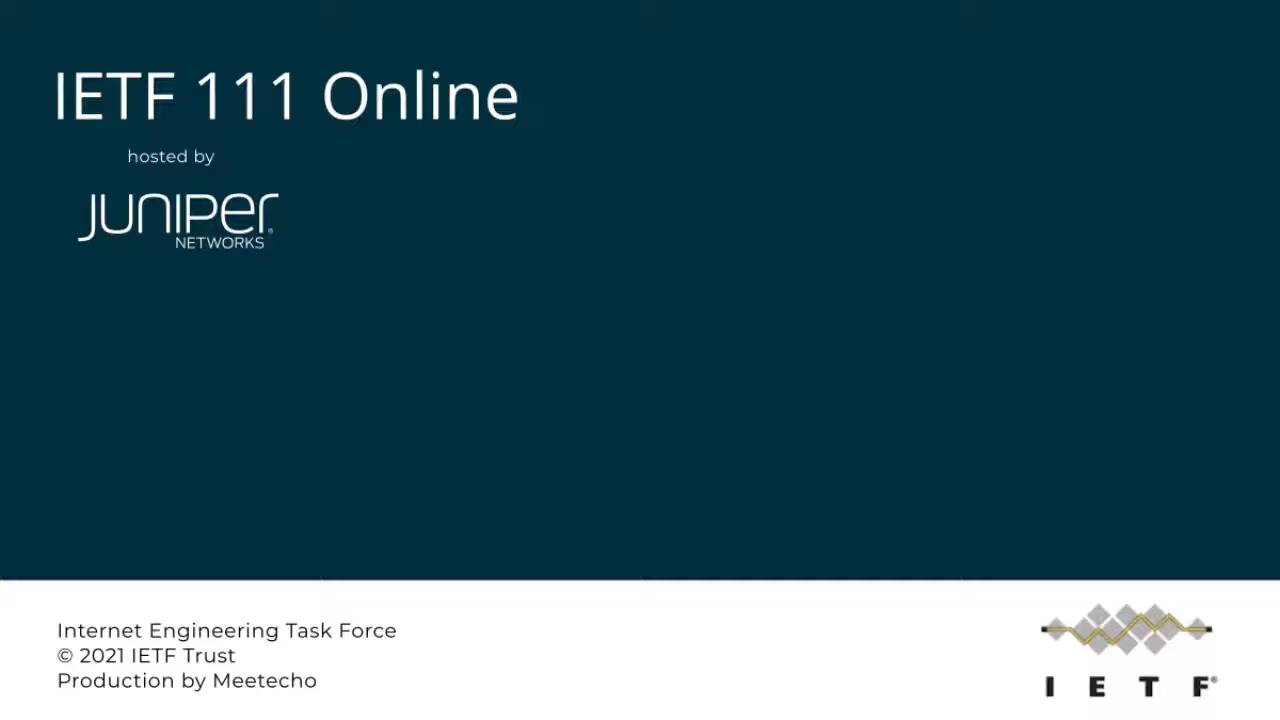 IETF 111 Online
hosted by
JUNIPER
NETWORKS
Internet Engineering Task Force
© 2021 IETF Trust
Production by Meetecho
I E T F®